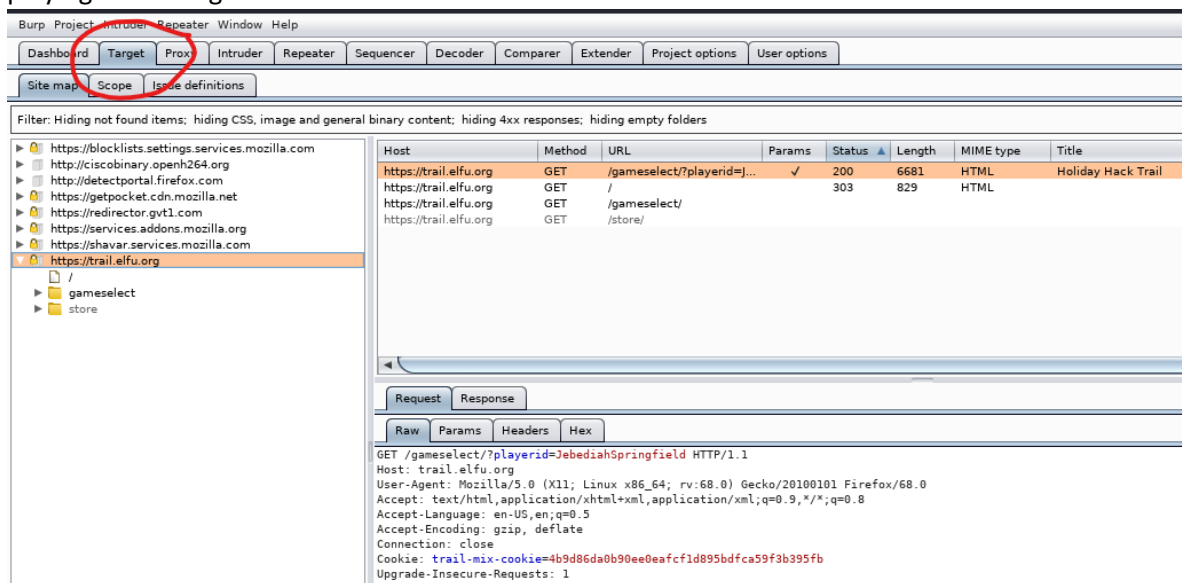 Burp Project Intruder Repeater Window Help
Dashboard Target Proxy Intruder Repeater Sequencer Decoder Comparer Extender Project options User options
Site map Scope Issue definitions
Filter: Hiding not found items; hiding CSS, image and general binary content; hiding 4xx responses; hiding empty folders
https://blocklists.settings.services.mozilla.com
http://ciscobinary.openh264.org
http://detectportal.firefox.com
https://getpocket.cdn.mozilla.net
https://redirector.gvt1.com
https://services.addons.mozilla.org
https://shavar.services.mozilla.com
https://trail.elfu.org
/
gameselect
store
Host Method URL Params Status Length MIME type Title
https://trail.elfu.org GET /gameselect/?playerid=J... ✓ 200 6681 HTML Holiday Hack Trail
https://trail.elfu.org GET / 303 829 HTML
https://trail.elfu.org GET /gameselect/
https://trail.elfu.org GET /store/
Request Response
Raw Params Headers Hex
GET /gameselect/?playerid=JebediahSpringfield HTTP/1.1
Host: trail.elfu.org
User-Agent: Mozilla/5.0 (X11; Linux x86_64; rv:68.0) Gecko/20100101 Firefox/68.0
Accept: text/html,application/xhtml+xml,application/xml;q=0.9,*/*;q=0.8
Accept-Language: en-US,en;q=0.5
Accept-Encoding: gzip, deflate
Connection: close
Cookie: trail-mix-cookie=4b9d86da0b90ee0eafcf1d895bdfca59f3b395fb
Upgrade-Insecure-Requests: 1